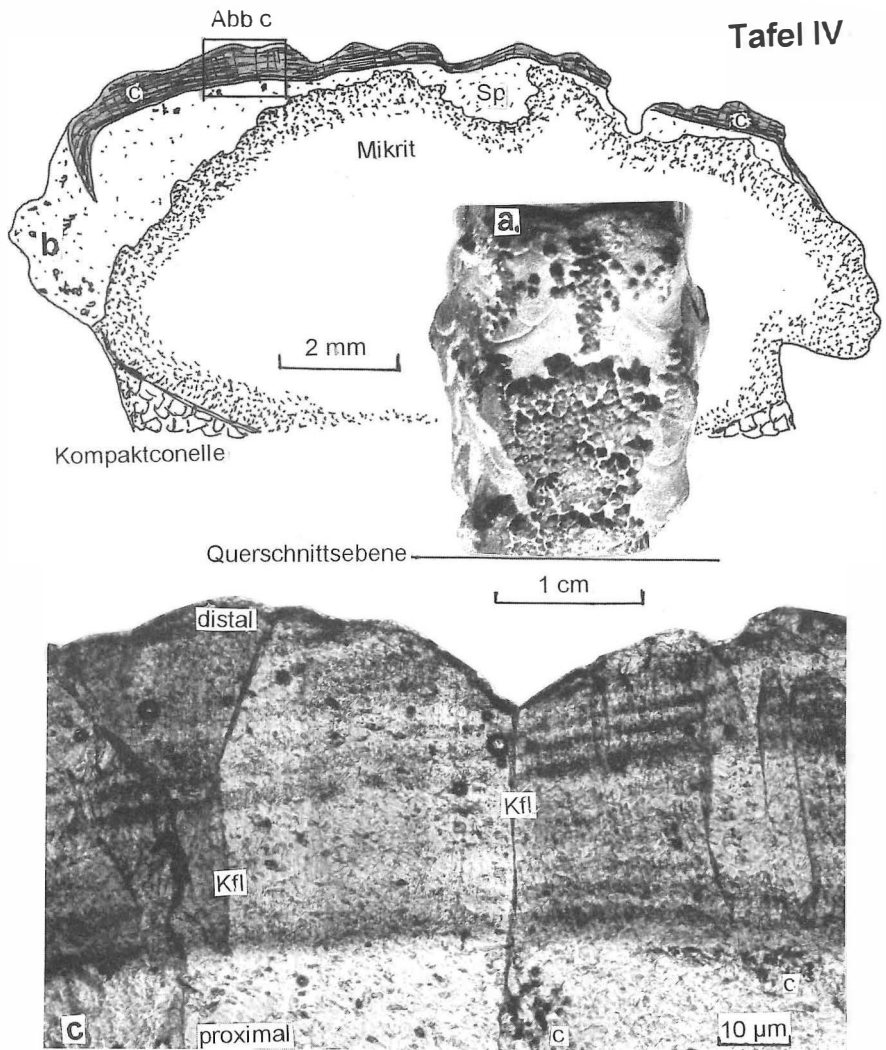 Abb c
Tafel IV
c
Sp
c
Mikrit
a
b
2 mm
Kompaktconelle
Querschnittsebene
1 cm
distal
Kfl
Kfl
c
c
proximal
c
10 µm